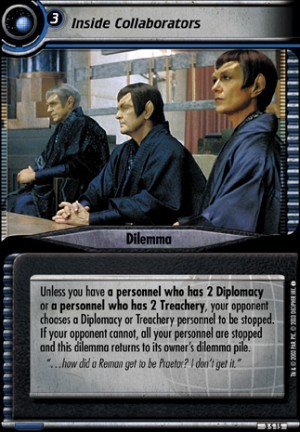 3
Inside Collaborators
Dilemma
Unless you have a personnel who has 2 Diplomacy
or a personnel who has 2 Treachery, your opponent
chooses a Diplomacy or Treachery personnel to be stopped.
If your opponent cannot, all your personnel are stopped
and this dilemma returns to its owner's dilemma pile.
"…how did a Reman get to be Praetor? I don't get it."
3 S 15